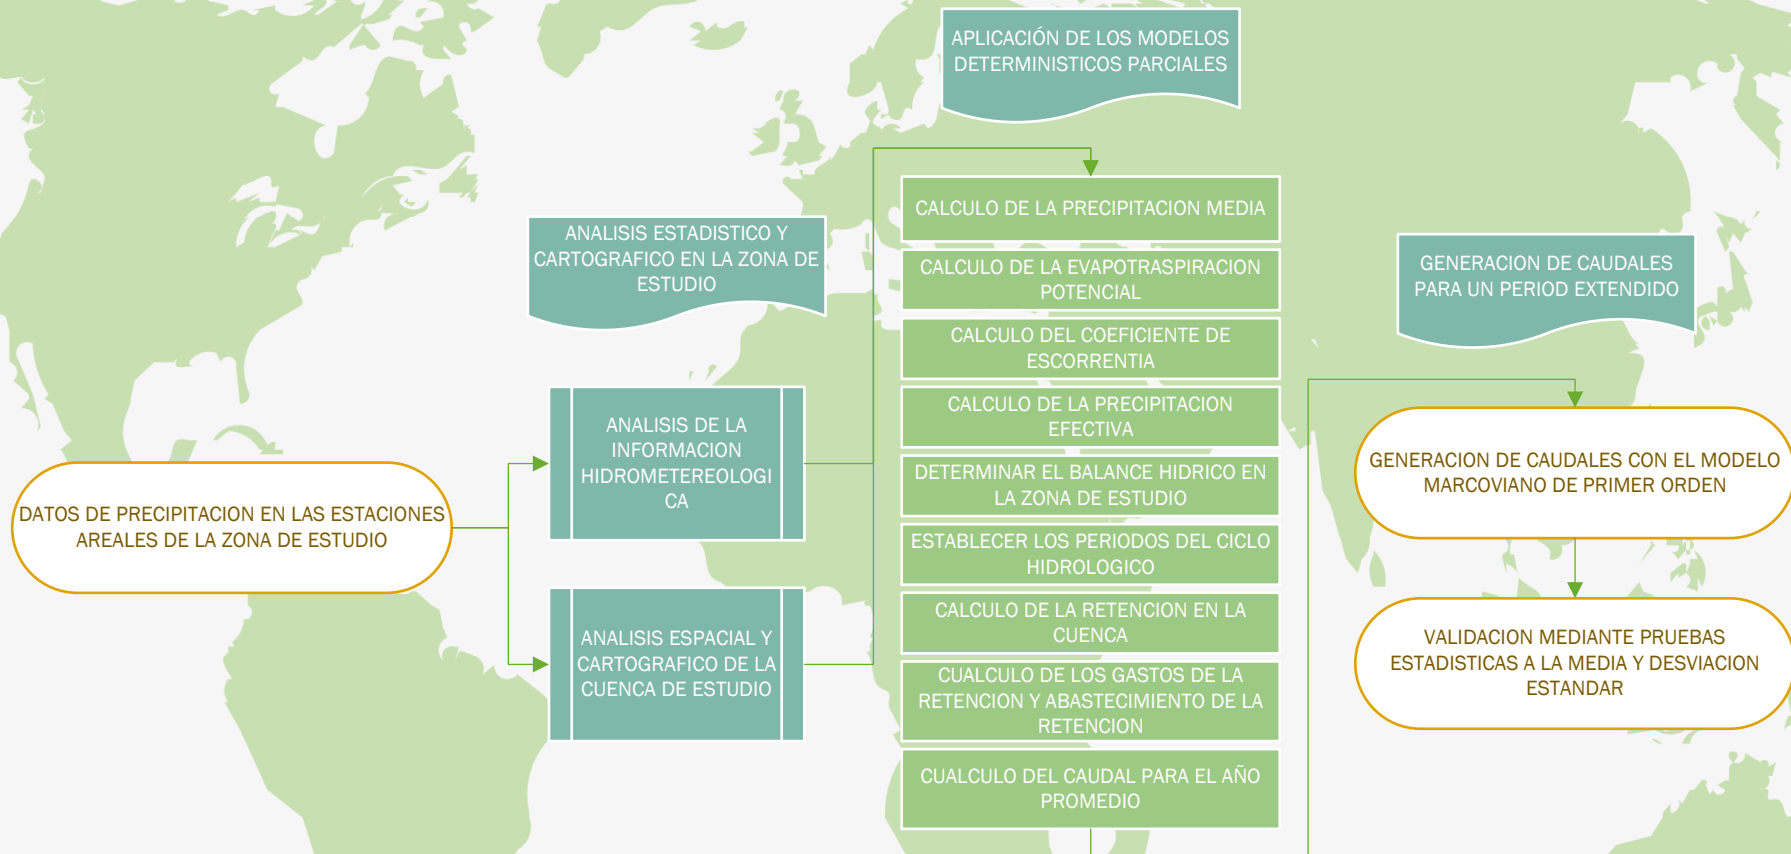 APLICACIÓN DE LOS MODELOS
DETERMINISTICOS PARCIALES
ANALISIS ESTADISTICO Y
CARTOGRAFICO EN LA ZONA DE
ESTUDIO
GENERACION DE CAUDALES
PARA UN PERIOD EXTENDIDO
DATOS DE PRECIPITACION EN LAS ESTACIONES
AREALES DE LA ZONA DE ESTUDIO
ANALISIS DE LA
INFORMACION
HIDROMETEREOLOGI
CA
ANALISIS ESPACIAL Y
CARTOGRAFICO DE LA
CUENCA DE ESTUDIO
CALCULO DE LA PRECIPITACION MEDIA
CALCULO DE LA EVAPOTRASPIRACION
POTENCIAL
CALCULO DEL COEFICIENTE DE
ESCORRENTIA
CALCULO DE LA PRECIPITACION
EFECTIVA
DETERMINAR EL BALANCE HIDRICO EN
LA ZONA DE ESTUDIO
ESTABLECER LOS PERIODOS DEL CICLO
HIDROLOGICO
CALCULO DE LA RETENCION EN LA
CUENCA
CUALCULO DE LOS GASTOS DE LA
RETENCION Y ABASTECIMIENTO DE LA
RETENCION
CUALCULO DEL CAUDAL PARA EL AÑO
PROMEDIO
GENERACION DE CAUDALES CON EL MODELO
MARCOVIANO DE PRIMER ORDEN
VALIDACION MEDIANTE PRUEBAS
ESTADISTICAS A LA MEDIA Y DESVIACION
ESTANDAR